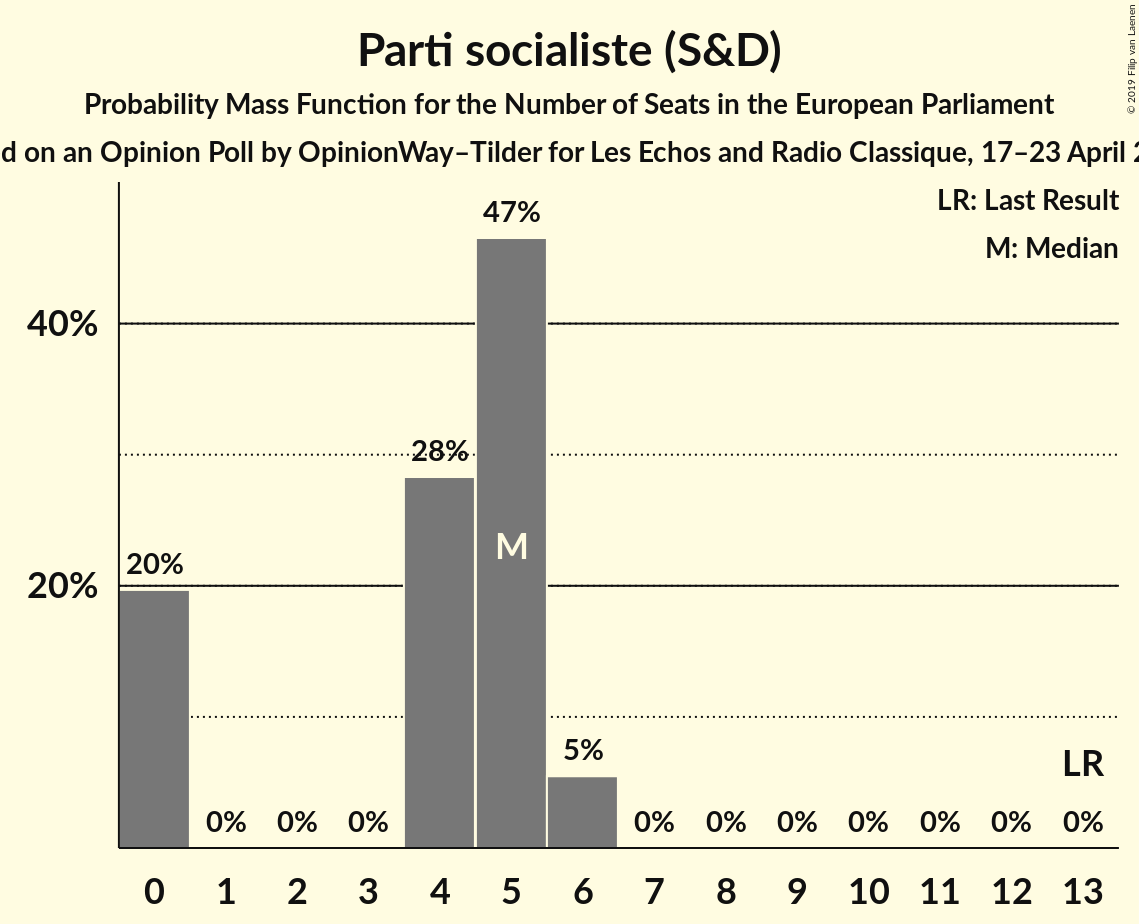 Parti socialiste (S&D)
Probability Mass Function for the Number of Seats in the European Parliament
d on an Opinion Poll by OpinionWay–Tilder for Les Echos and Radio Classique, 17–23 April 2
© 2019 Filip van Laenen
LR: Last Result
M: Median
47%
40%
28%
M
20%
20%
5%
LR
0% 0% 0% 0% 0% 0% 0% 0% 0% 0%
0 1 2 3 4 5 6 7 8 9 10 11 12 13